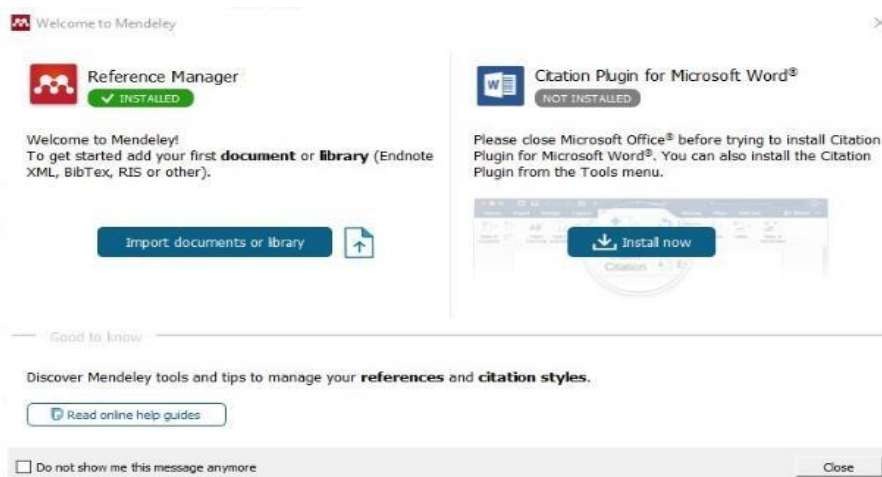 Welcome to Mendeley
Reference Manager
INSTALLED
Welcome to Mendeley!
To get started add your first document or library (Endnote
XML, BibTex, RIS or other).
Import documents or library
Citation Plugin for Microsoft Word®
NOT INSTALLED
Please close Microsoft Office® before trying to install Citation
Plugin for Microsoft Word®. You can also install the Citation
Plugin from the Tools menu.
Install now
Citation
Good to know
Discover Mendeley tools and tips to manage your references and citation styles.
Read online help guides
Do not show me this message anymore
Close